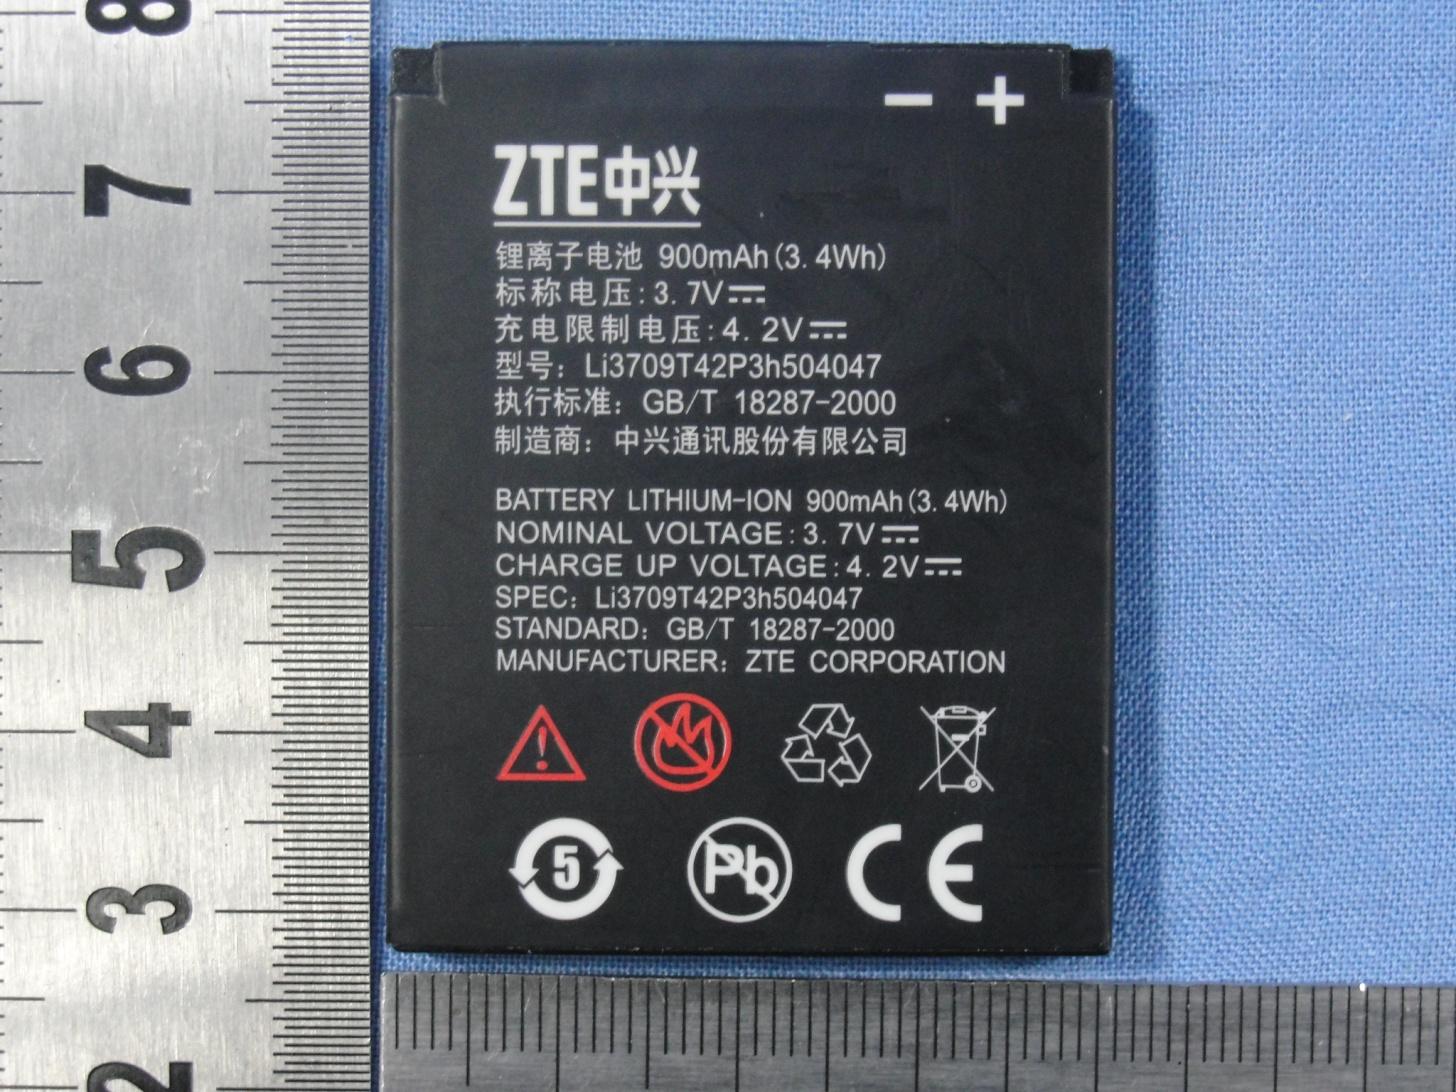 8
7
6
5
4
3
2
− +
ZTE中兴
锂离子电池 900mAh(3.4Wh)
标称电压:3.7V⎓
充电限制电压:4.2V⎓
型号: Li3709T42P3h504047
执行标准: GB/T 18287-2000
制造商: 中兴通讯股份有限公司
BATTERY LITHIUM-ION 900mAh(3.4Wh)
NOMINAL VOLTAGE:3.7V⎓
CHARGE UP VOLTAGE:4.2V⎓
SPEC: Li3709T42P3h504047
STANDARD: GB/T 18287-2000
MANUFACTURER: ZTE CORPORATION
5 Pb CE